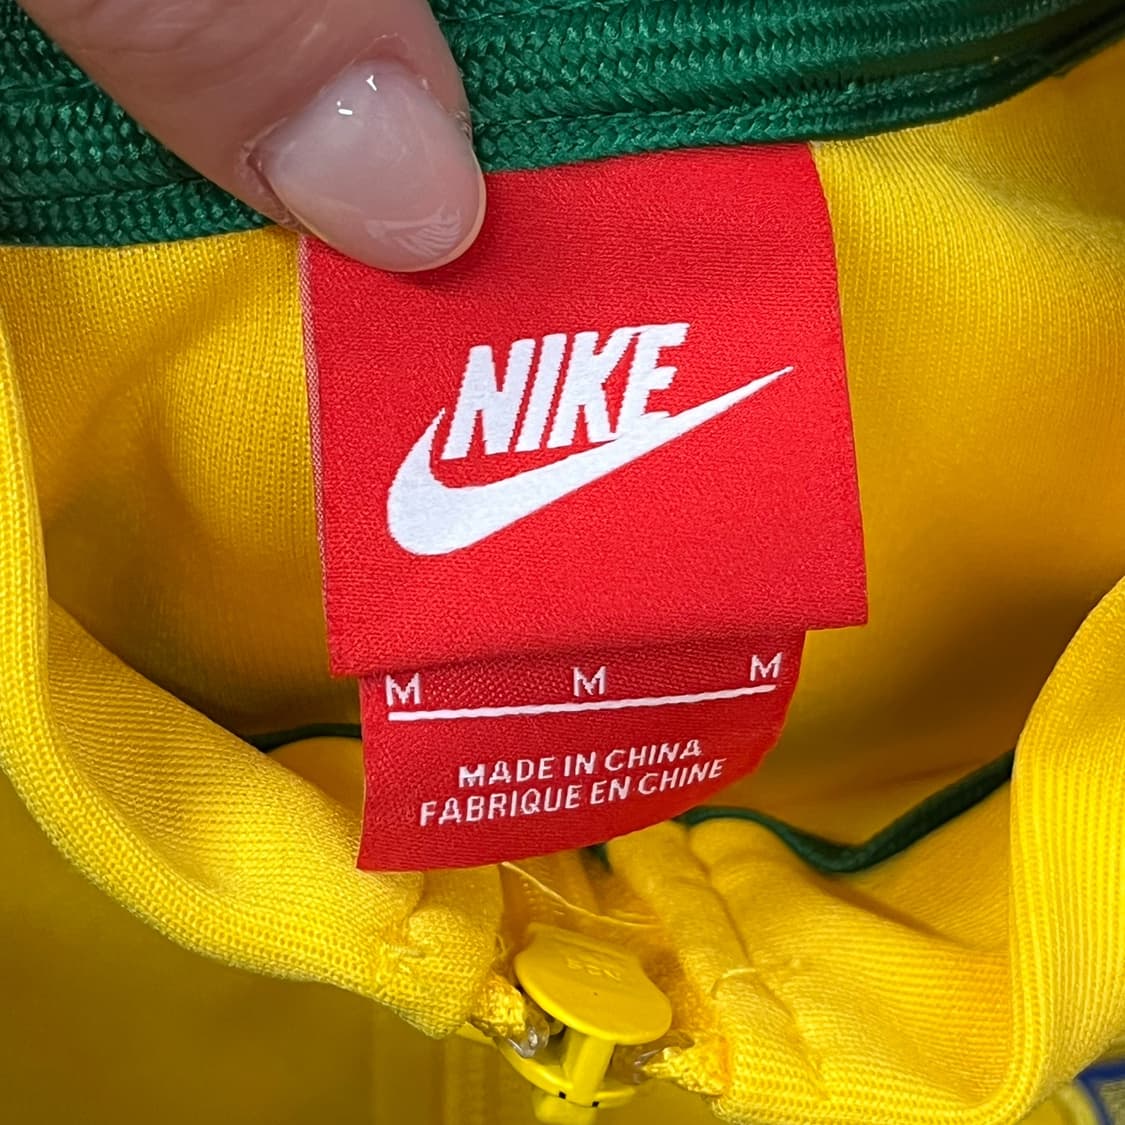 NIKE
M M M
MADE IN CHINA
FABRIQUE EN CHINE